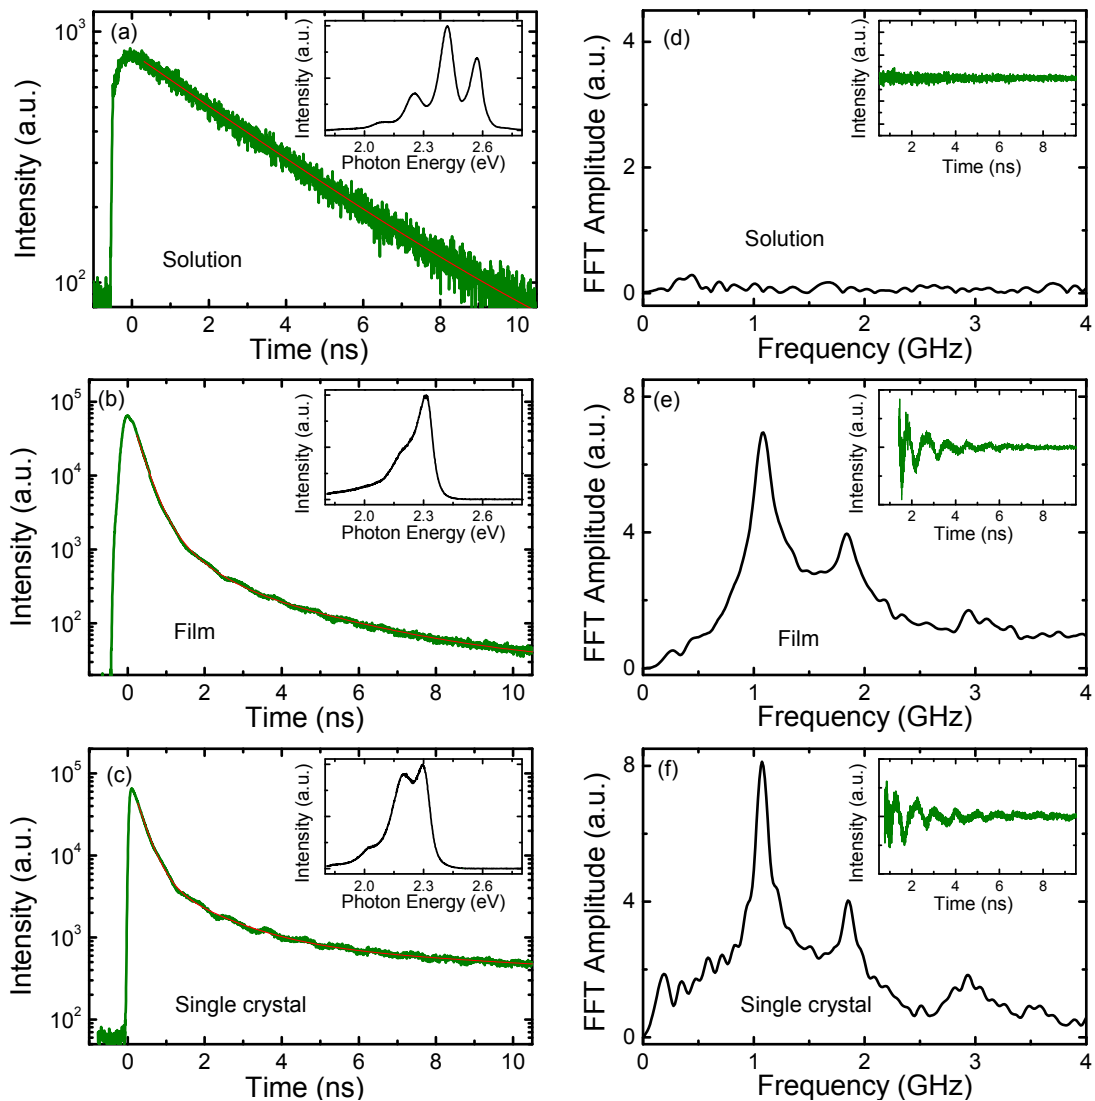 (a)
Intensity (a.u.)
10³
10²
Solution
0 2 4 6 8 10
Time (ns)
Intensity (a.u.)
2.0 2.3 2.6
Photon Energy (eV)
(d)
FFT Amplitude (a.u.)
4
2
0
Solution
0 1 2 3 4
Frequency (GHz)
Intensity (a.u.)
2 4 6 8
Time (ns)
(b)
Intensity (a.u.)
10⁵
10⁴
10³
10²
Film
0 2 4 6 8 10
Time (ns)
Intensity (a.u.)
2.0 2.3 2.6
Photon Energy (eV)
(e)
FFT Amplitude (a.u.)
8
4
0
Film
0 1 2 3 4
Frequency (GHz)
Intensity (a.u.)
2 4 6 8
Time (ns)
(c)
Intensity (a.u.)
10⁵
10⁴
10³
10²
Single crystal
0 2 4 6 8 10
Time (ns)
Intensity (a.u.)
2.0 2.3 2.6
Photon Energy (eV)
(f)
FFT Amplitude (a.u.)
8
4
0
Single crystal
0 1 2 3 4
Frequency (GHz)
Intensity (a.u.)
2 4 6 8
Time (ns)